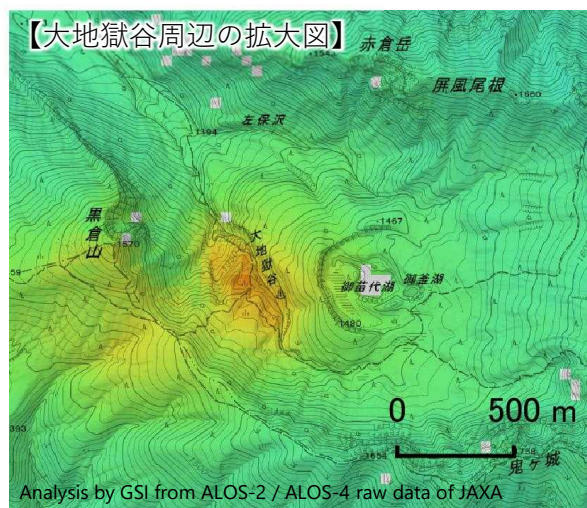 【大地獄谷周辺の拡大図】
赤倉岳
屏風尾根
1560
左保沢
1394
黒倉山
1570
大地獄谷
1467
御苗代湖
御釜湖
1480
0 500 m
鬼ヶ城
Analysis by GSI from ALOS-2 / ALOS-4 raw data of JAXA